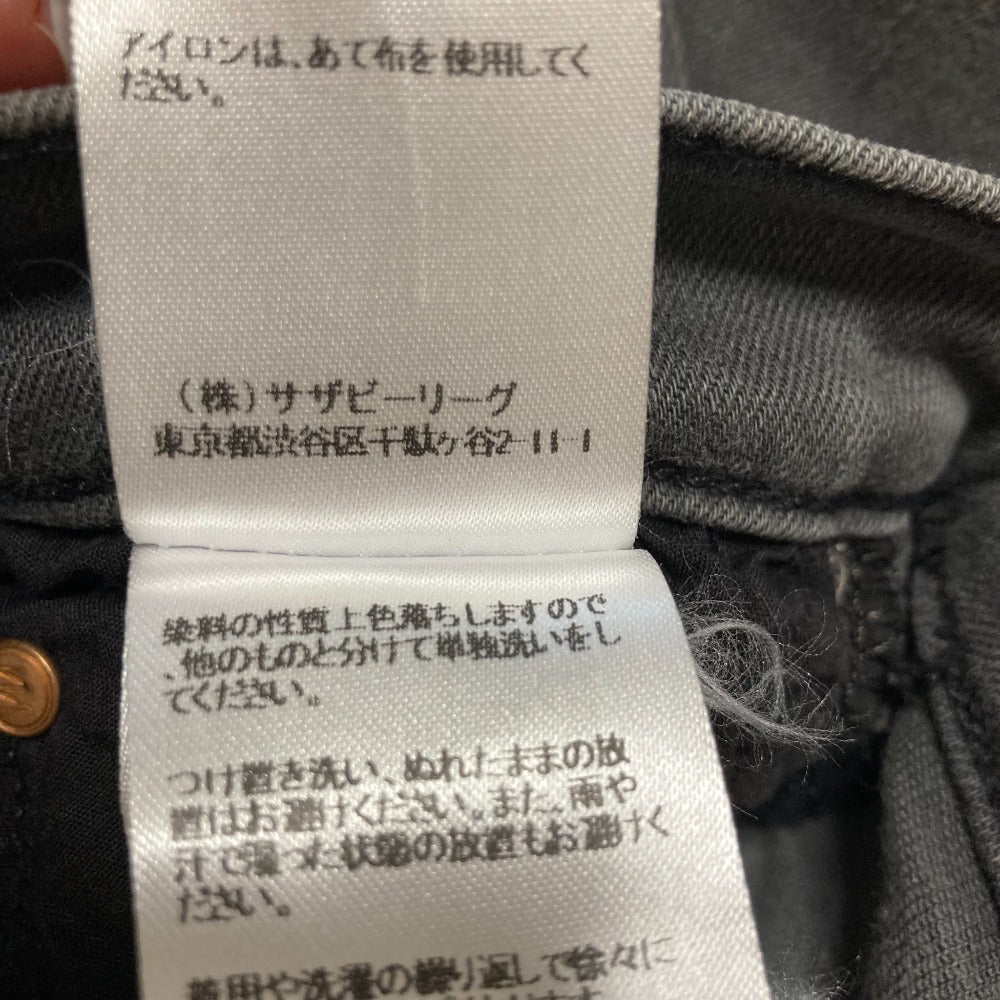 アイロンは、あて布を使用してく
ださい。
(株)サザビーリーグ
東京都渋谷区千駄ヶ谷2-11-1
染料の性質上色落ちしますので
、他のものと分けて単独洗いをし
てください。
つけ置き洗い、ぬれたままの放
置はお避けください。また、雨や
汁で湿った状態の放置もお避けく
ださい。
着用や洗濯の繰り返しで徐々に